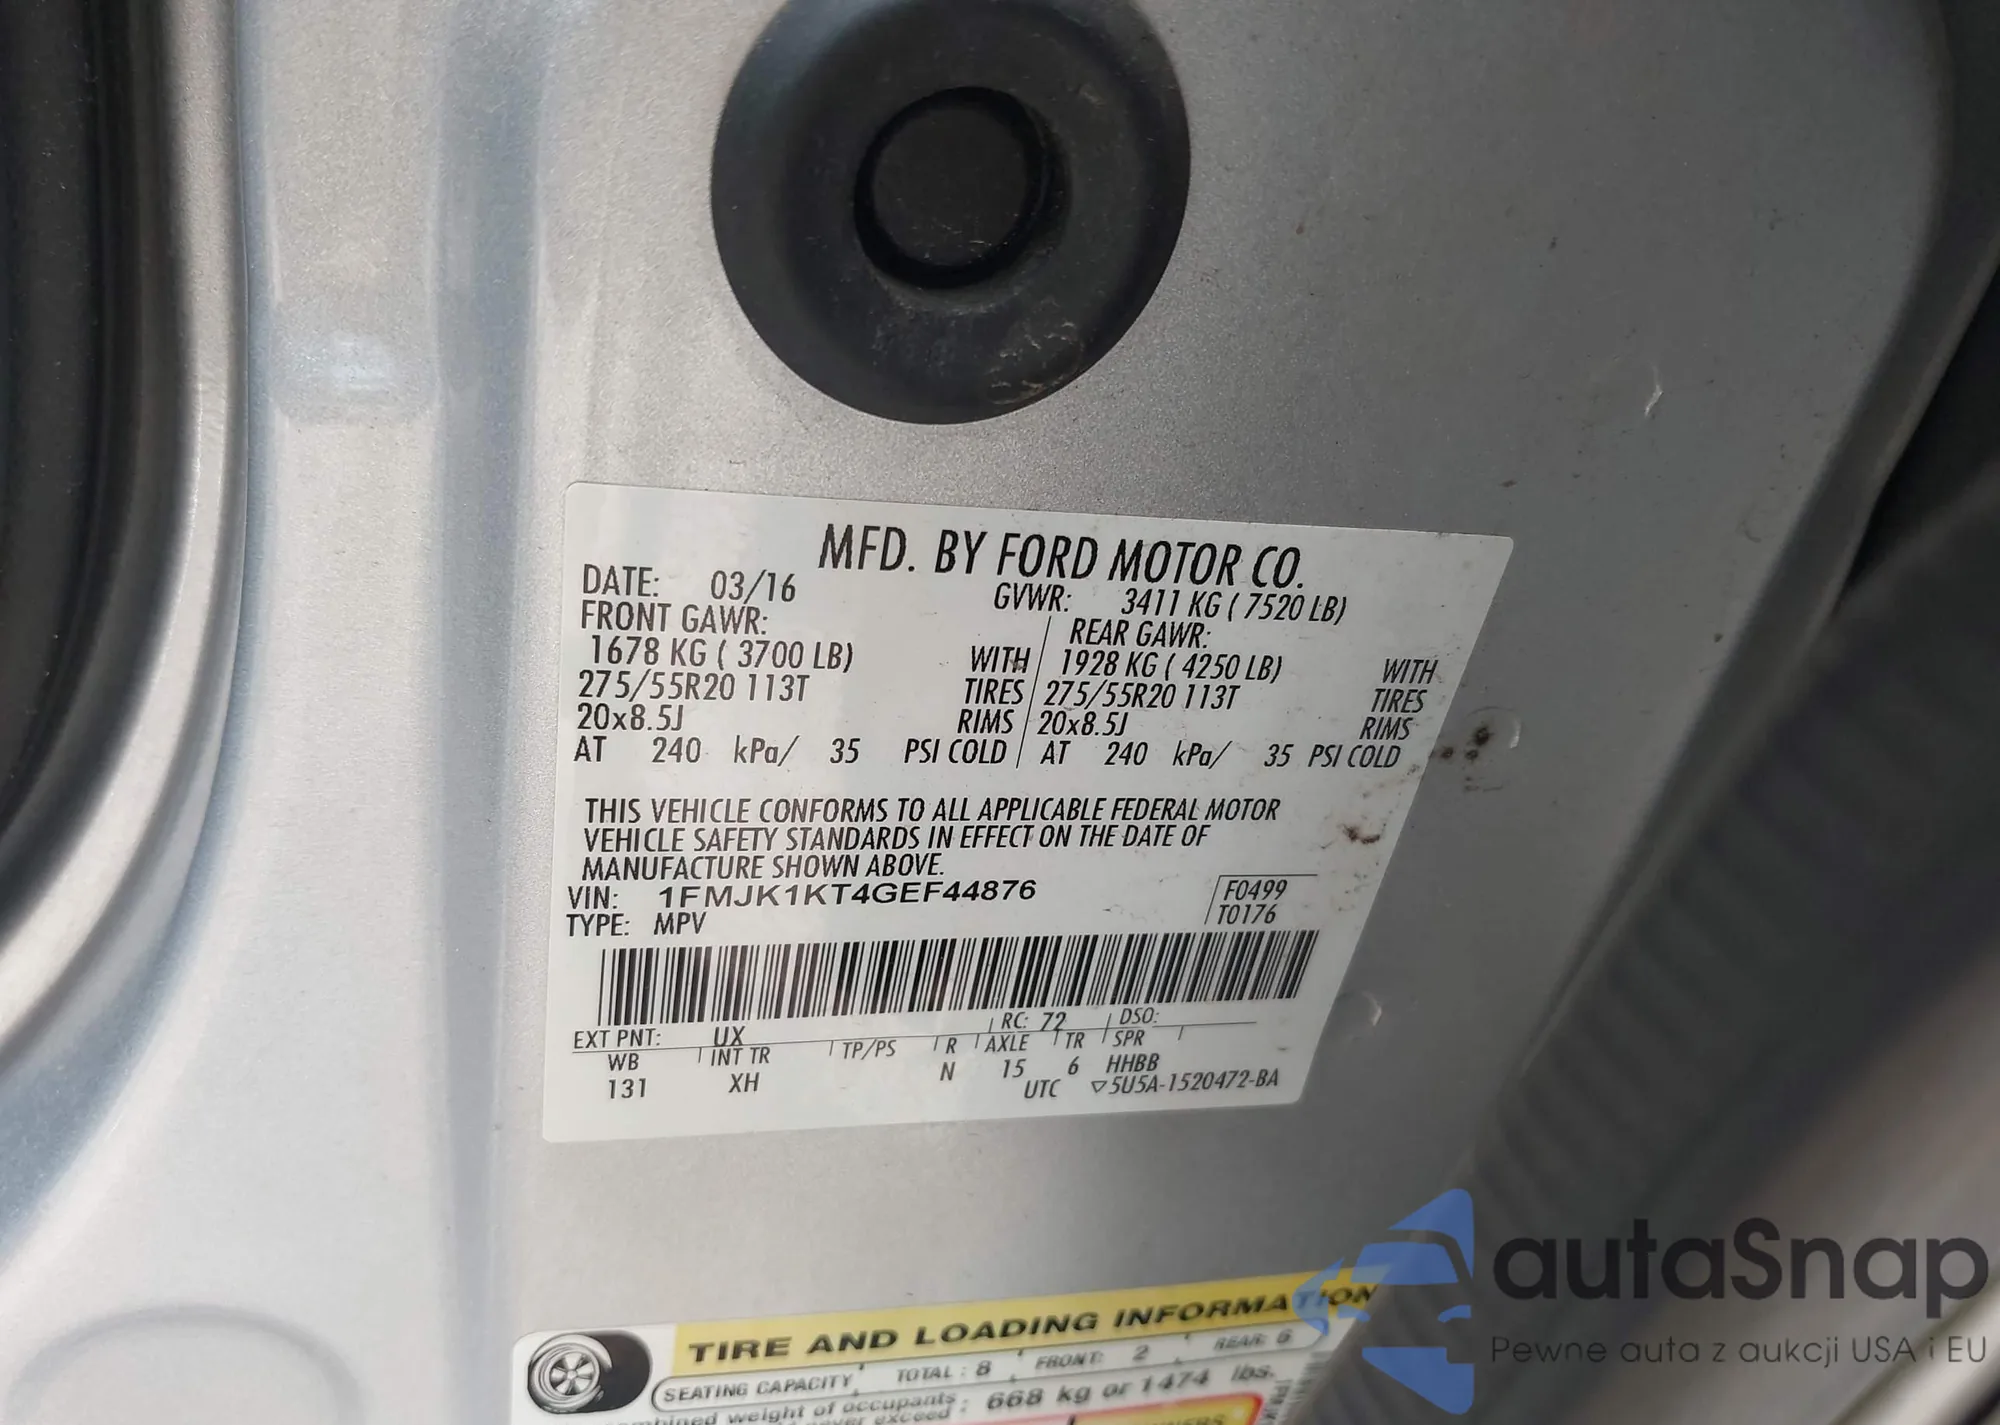 MFD. BY FORD MOTOR CO.
DATE: 03/16 GVWR: 3411 KG ( 7520 LB)
FRONT GAWR: REAR GAWR:
1678 KG ( 3700 LB) WITH 1928 KG ( 4250 LB) WITH
275/55R20 113T TIRES 275/55R20 113T TIRES
20x8.5J RIMS 20x8.5J RIMS
AT 240 kPa/ 35 PSI COLD AT 240 kPa/ 35 PSI COLD
THIS VEHICLE CONFORMS TO ALL APPLICABLE FEDERAL MOTOR
VEHICLE SAFETY STANDARDS IN EFFECT ON THE DATE OF
MANUFACTURE SHOWN ABOVE.
VIN: 1FMJK1KT4GEF44876 F0499
TYPE: MPV T0176
EXT PNT: UX RC: 72 DSO:
WB INT TR TP/PS R AXLE TR SPR
131 XH N 15 6 HHBB
UTC ▽5U5A-1520472-BA
TIRE AND LOADING INFORMATION
SEATING CAPACITY TOTAL : 8 FRONT: 2 REAR: 6
combined weight of occupants : 668 kg or 1474 lbs.
never exceed
autaSnap
Pewne auta z aukcji USA i EU